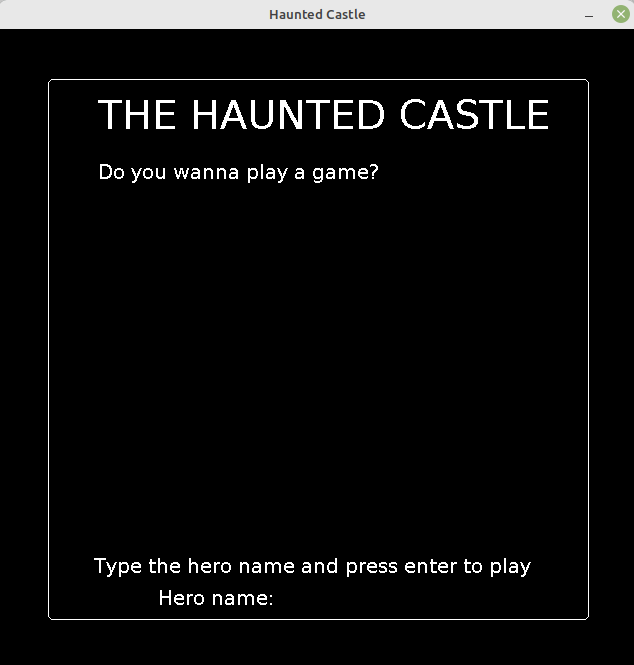 Haunted Castle
THE HAUNTED CASTLE
Do you wanna play a game?
Type the hero name and press enter to play
Hero name: